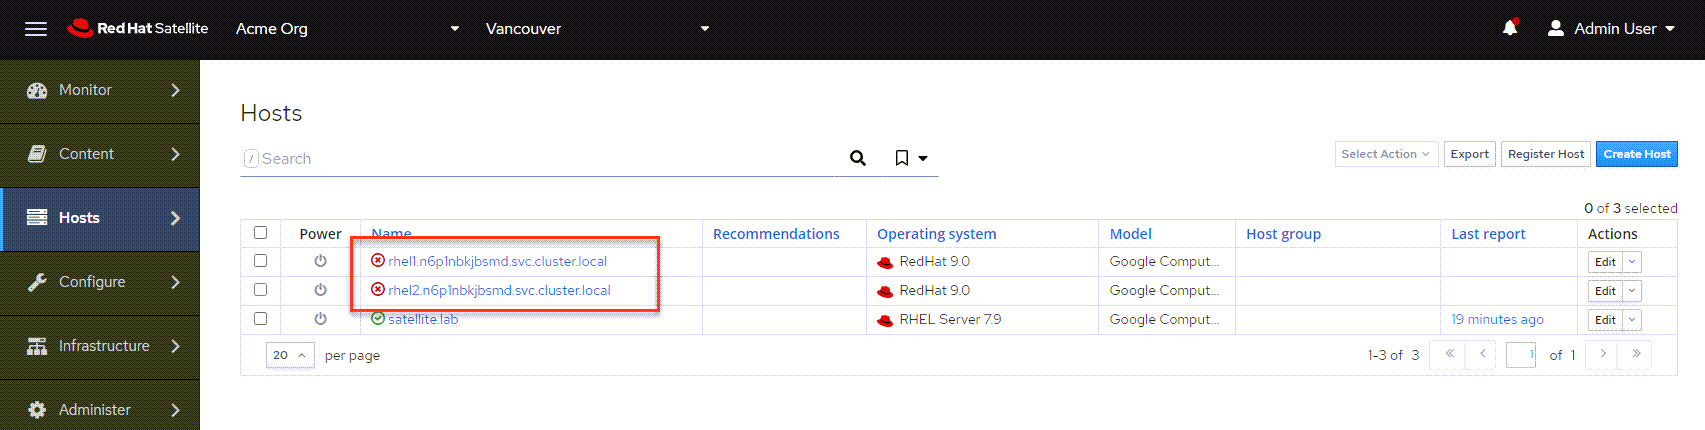 Red Hat Satellite Acme Org Vancouver Admin User
Monitor
Content
Hosts
Configure
Infrastructure
Administer
Hosts
/ Search
Select Action Export Register Host Create Host
0 of 3 selected
Power Name Recommendations Operating system Model Host group Last report Actions
rhel1.n6p1nbkjbsmd.svc.cluster.local RedHat 9.0 Google Comput... Edit
rhel2.n6p1nbkjbsmd.svc.cluster.local RedHat 9.0 Google Comput... Edit
satellite.lab RHEL Server 7.9 Google Comput... 19 minutes ago Edit
20 per page 1-3 of 3 « < 1 of 1 > »